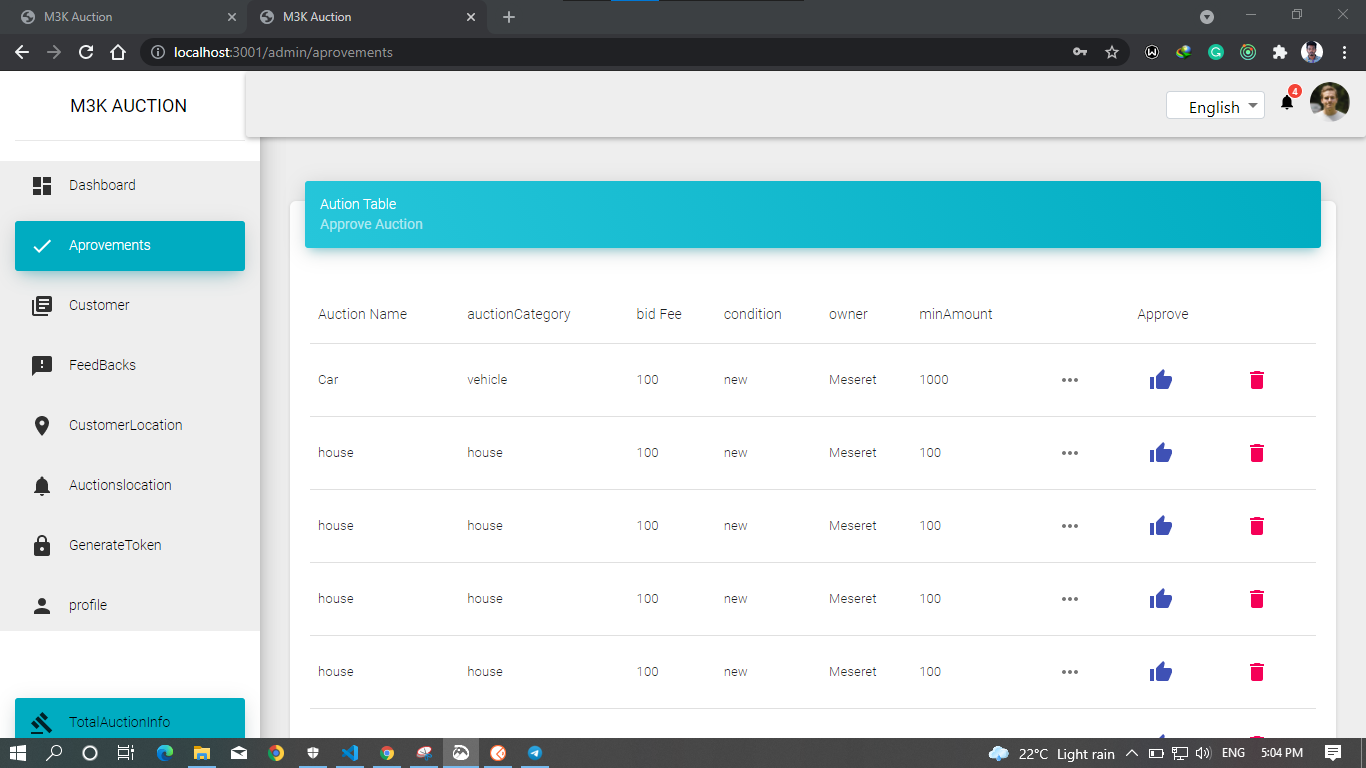 M3K Auction
M3K Auction
localhost:3001/admin/aprovements
M3K AUCTION
English
4
Dashboard
Aprovements
Customer
FeedBacks
CustomerLocation
Auctionslocation
GenerateToken
profile
TotalAuctionInfo
Aution Table
Approve Auction
Auction Name auctionCategory bid Fee condition owner minAmount Approve
Car vehicle 100 new Meseret 1000
house house 100 new Meseret 100
house house 100 new Meseret 100
house house 100 new Meseret 100
house house 100 new Meseret 100
22°C Light rain ENG 5:04 PM